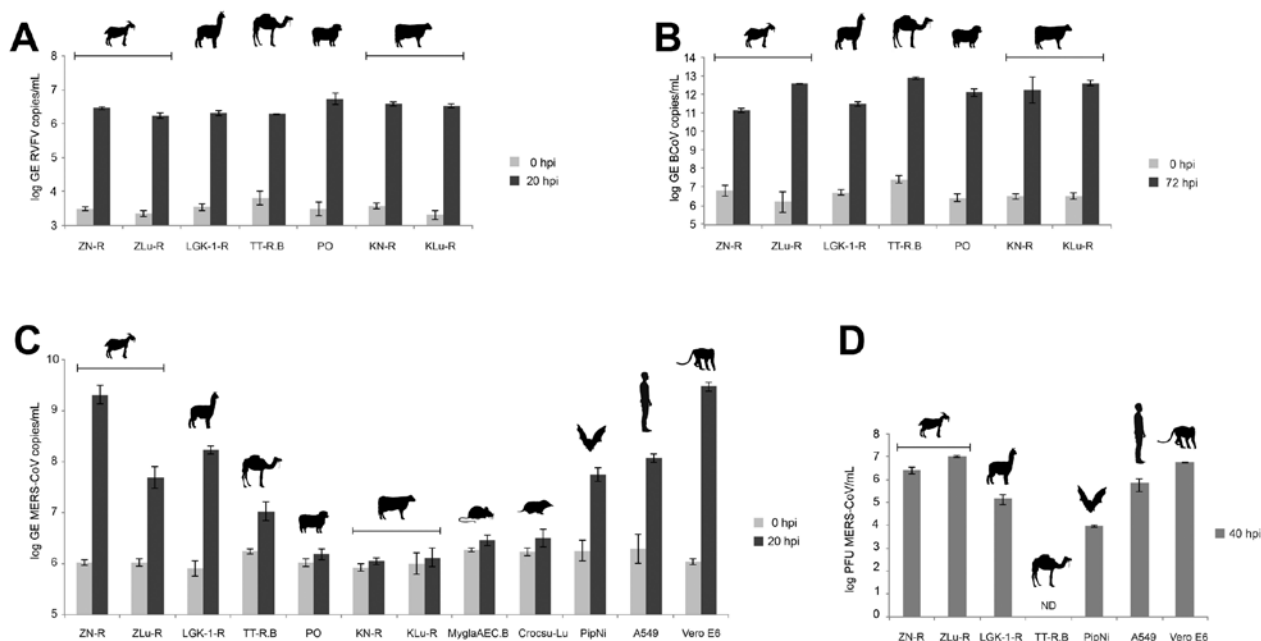 A
log GE RVFV copies/mL
8
7
6
5
4
3
ZN-R ZLu-R LGK-1-R TT-R.B PO KN-R KLu-R
0 hpi
20 hpi
B
log GE BCoV copies/mL
14
13
12
11
10
9
8
7
6
5
ZN-R ZLu-R LGK-1-R TT-R.B PO KN-R KLu-R
0 hpi
72 hpi
C
log GE MERS-CoV copies/mL
10
9
8
7
6
5
ZN-R ZLu-R LGK-1-R TT-R.B PO KN-R KLu-R MyglaAEC.B Crocsu-Lu PipNi A549 Vero E6
0 hpi
20 hpi
D
log PFU MERS-CoV/mL
8
7
6
5
4
3
2
1
0
ND
ZN-R ZLu-R LGK-1-R TT-R.B PipNi A549 Vero E6
40 hpi